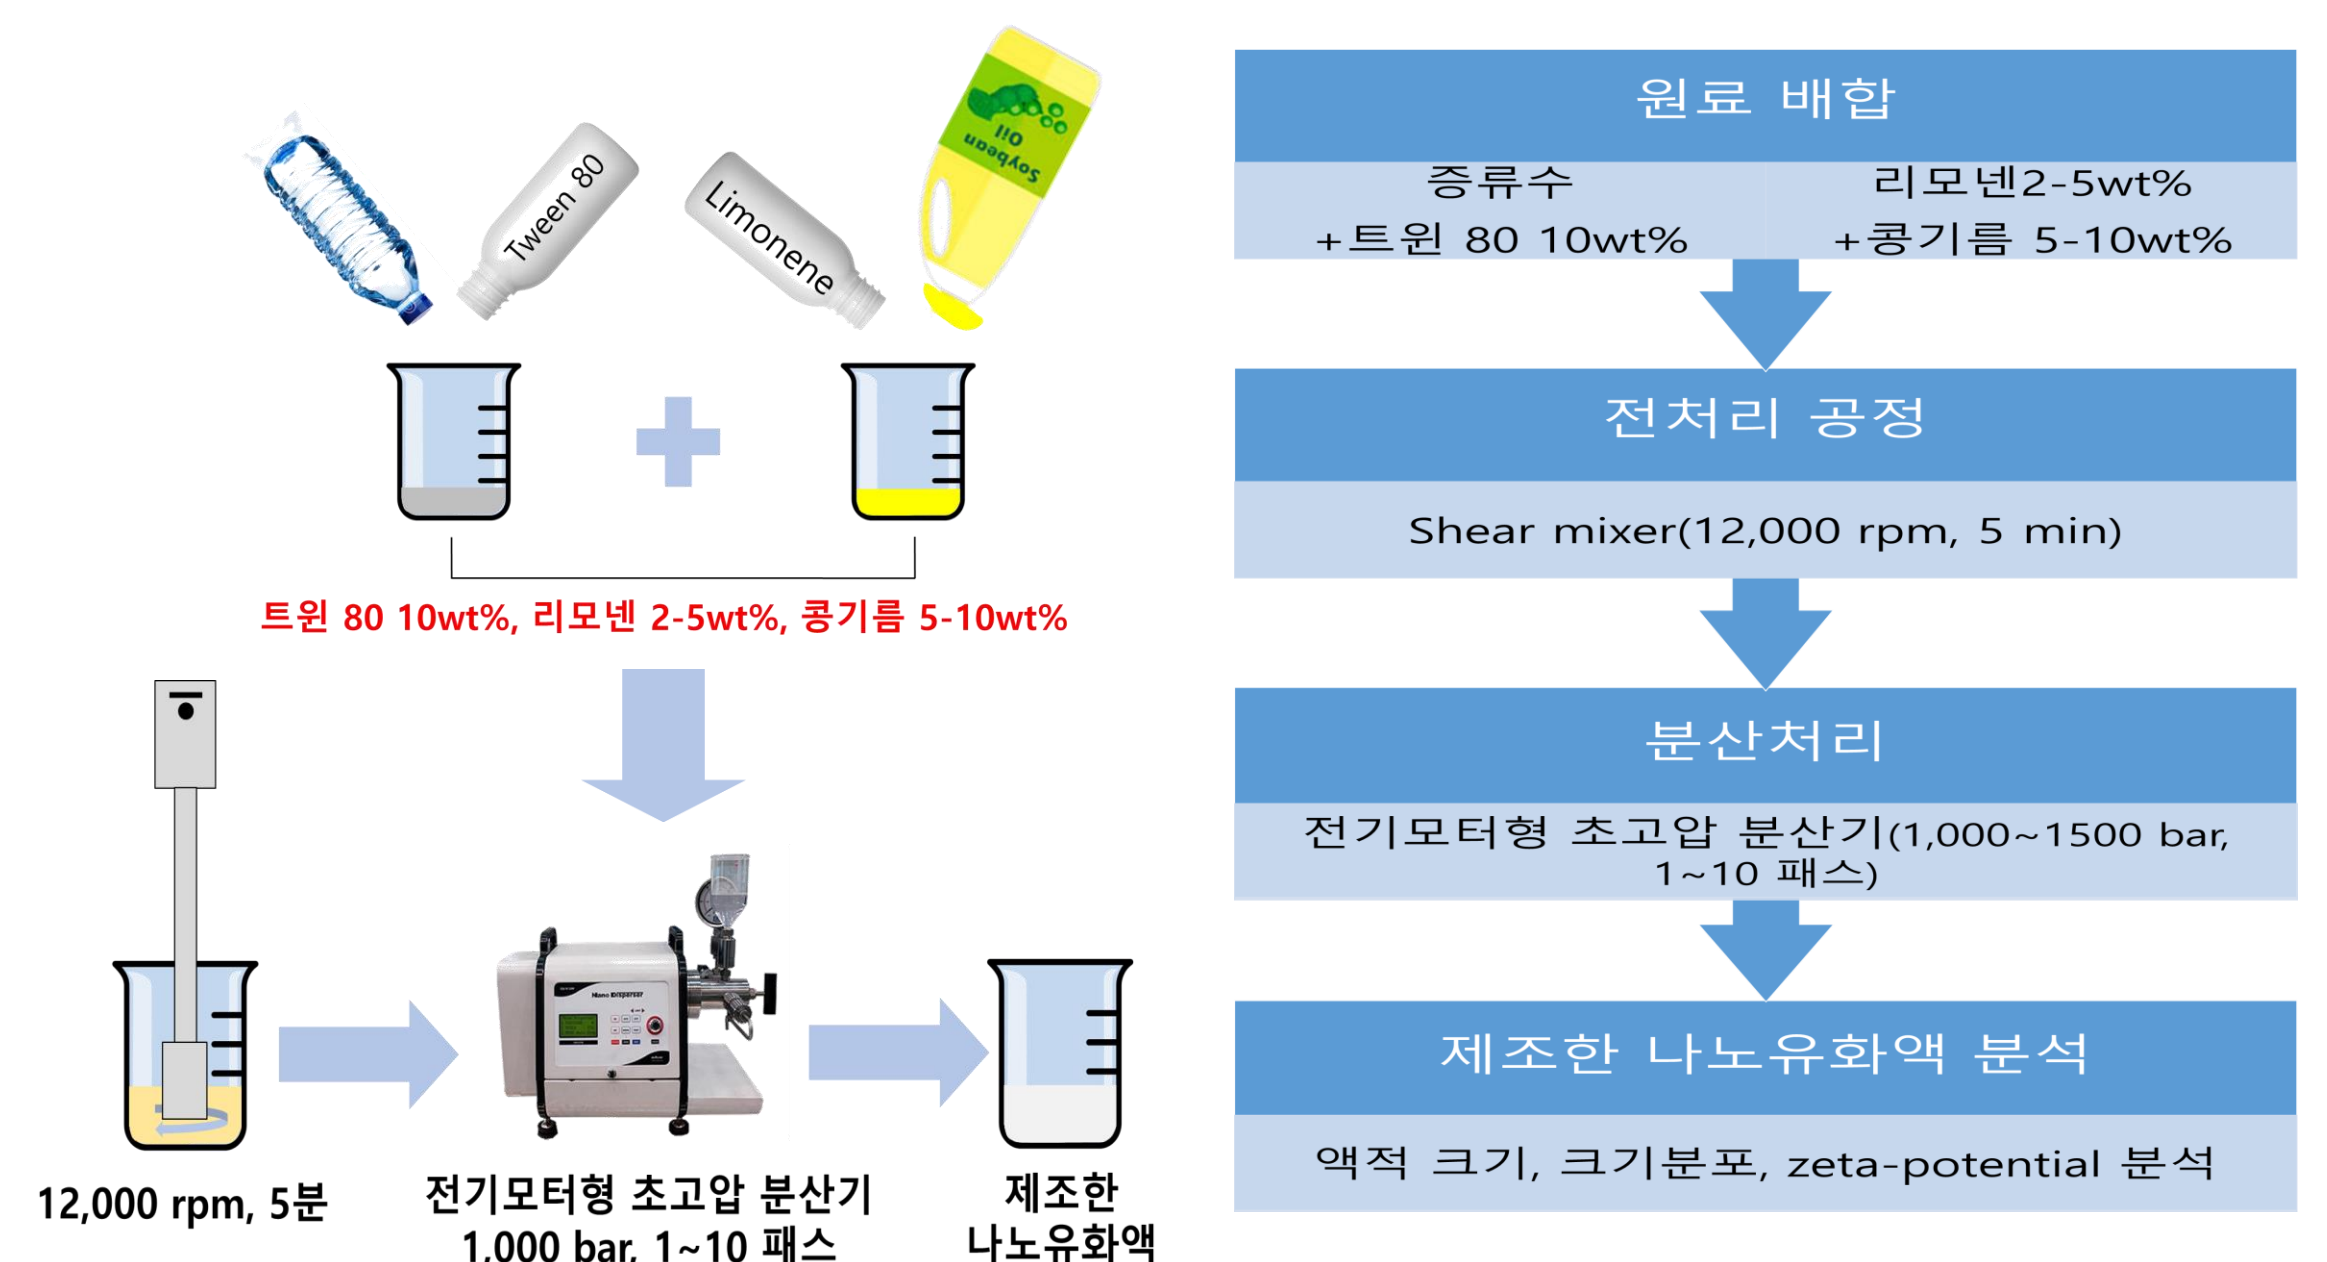 Tween 80
Limonene
Soybean
Oil
트윈 80 10wt%, 리모넨 2-5wt%, 콩기름 5-10wt%
Nano Disperser
12,000 rpm, 5분
전기모터형 초고압 분산기
1,000 bar, 1~10 패스
제조한
나노유화액
원료 배합
증류수
+트윈 80 10wt%
리모넨2-5wt%
+콩기름 5-10wt%
전처리 공정
Shear mixer(12,000 rpm, 5 min)
분산처리
전기모터형 초고압 분산기(1,000~1500 bar,
1~10 패스)
제조한 나노유화액 분석
액적 크기, 크기분포, zeta-potential 분석